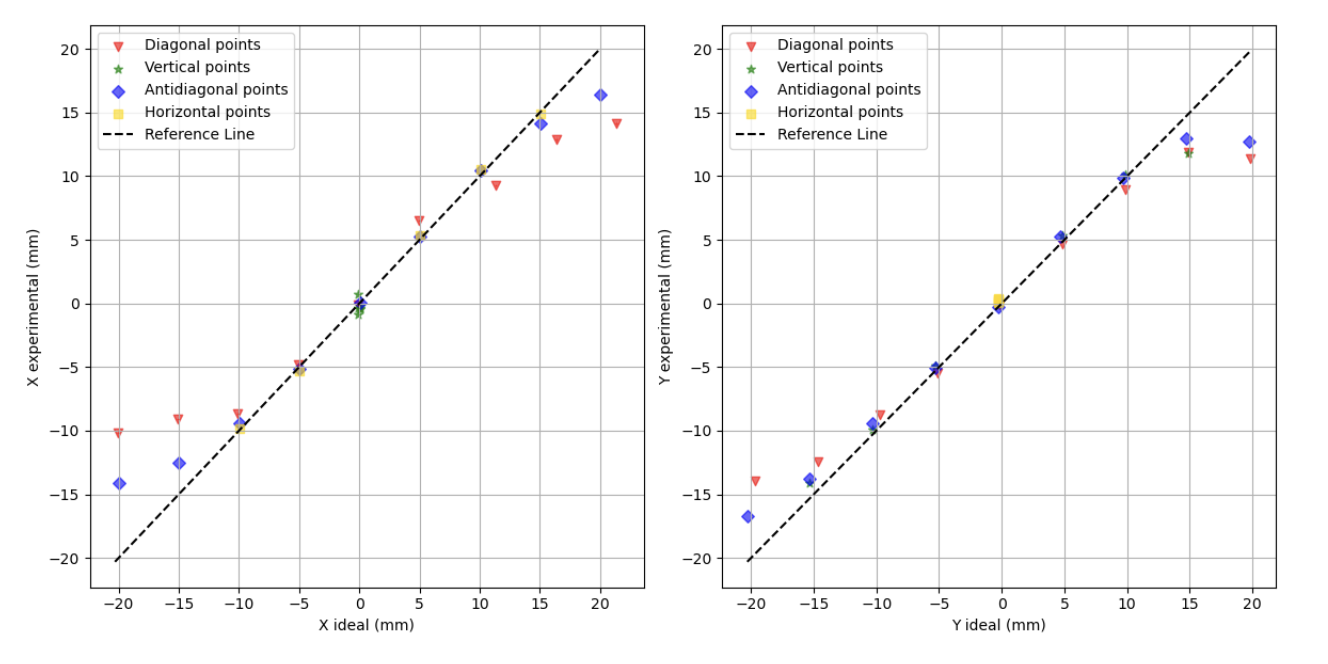 20
15
10
5
0
−5
−10
−15
−20
X experimental (mm)
Diagonal points
Vertical points
Antidiagonal points
Horizontal points
Reference Line
−20 −15 −10 −5 0 5 10 15 20
X ideal (mm)
20
15
10
5
0
−5
−10
−15
−20
Y experimental (mm)
Diagonal points
Vertical points
Antidiagonal points
Horizontal points
Reference Line
−20 −15 −10 −5 0 5 10 15 20
Y ideal (mm)